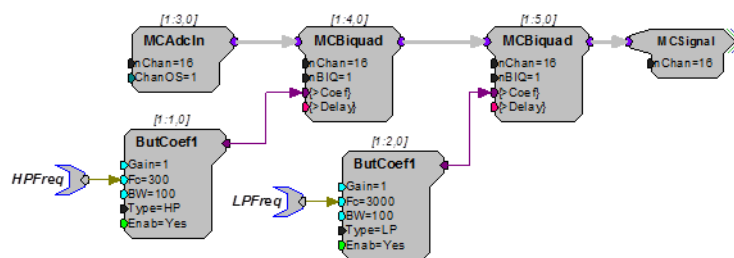 [1:3,0]
MCAdcIn
nChan=16
ChanOS=1
[1:4,0]
MCBiquad
nChan=16
nBIQ=1
{>Coef}
{>Delay}
[1:5,0]
MCBiquad
nChan=16
nBIQ=1
{>Coef}
{>Delay}
MCSignal
nChan=16
[1:1,0]
ButCoef1
Gain=1
Fc=300
BW=100
Type=HP
Enab=Yes
HPFreq
[1:2,0]
ButCoef1
Gain=1
Fc=3000
BW=100
Type=LP
Enab=Yes
LPFreq